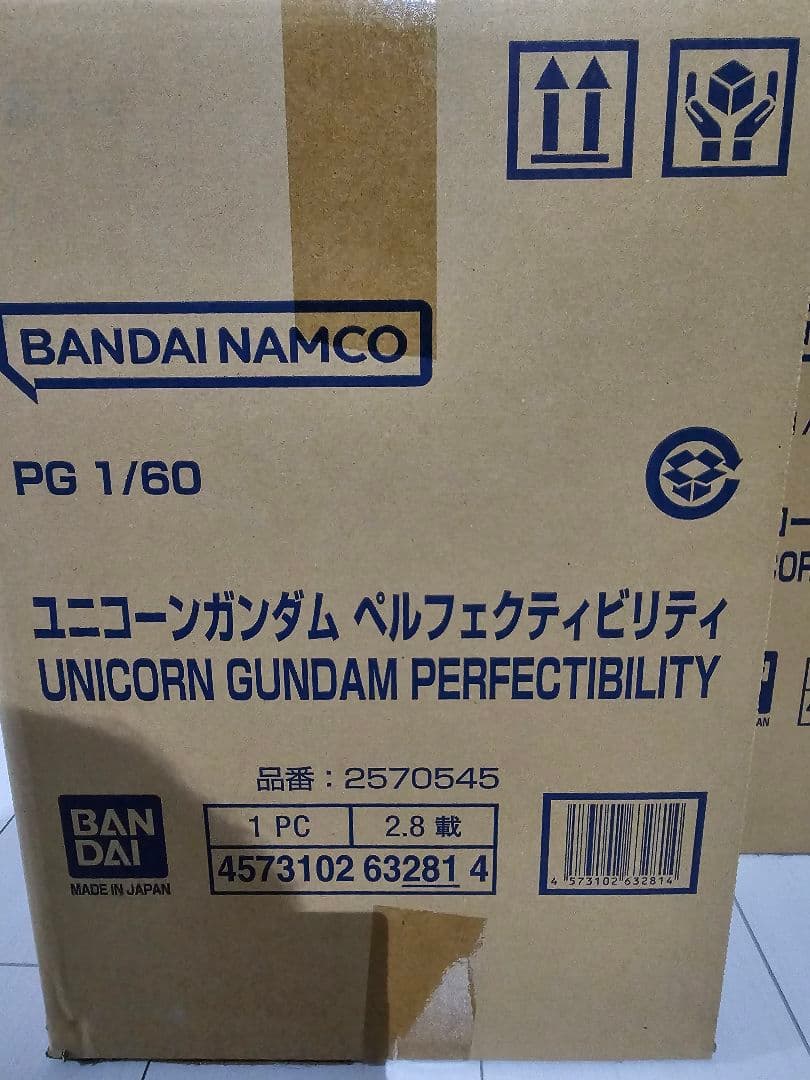 BANDAI NAMCO
PG 1/60
ユニコーンガンダム ペルフェクティビリティ
UNICORN GUNDAM PERFECTIBILITY
品番：2570545
BAN
DAI
MADE IN JAPAN
1 PC
2.8 載
4573102 63281 4
4 573102 632814